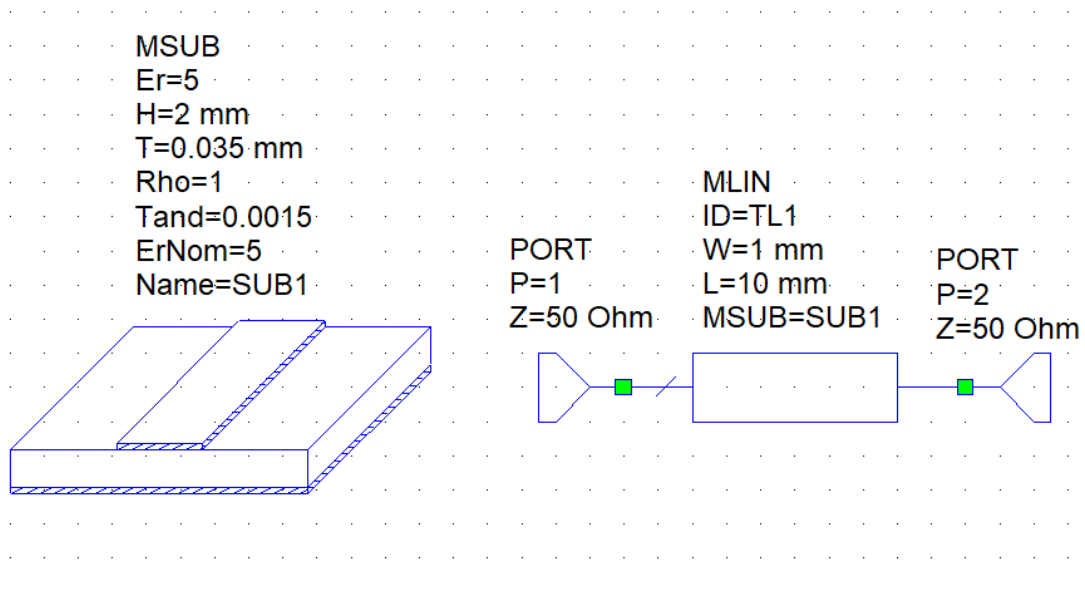 MSUB
Er=5
H=2 mm
T=0.035 mm
Rho=1
Tand=0.0015
ErNom=5
Name=SUB1
PORT
P=1
Z=50 Ohm
MLIN
ID=TL1
W=1 mm
L=10 mm
MSUB=SUB1
PORT
P=2
Z=50 Ohm